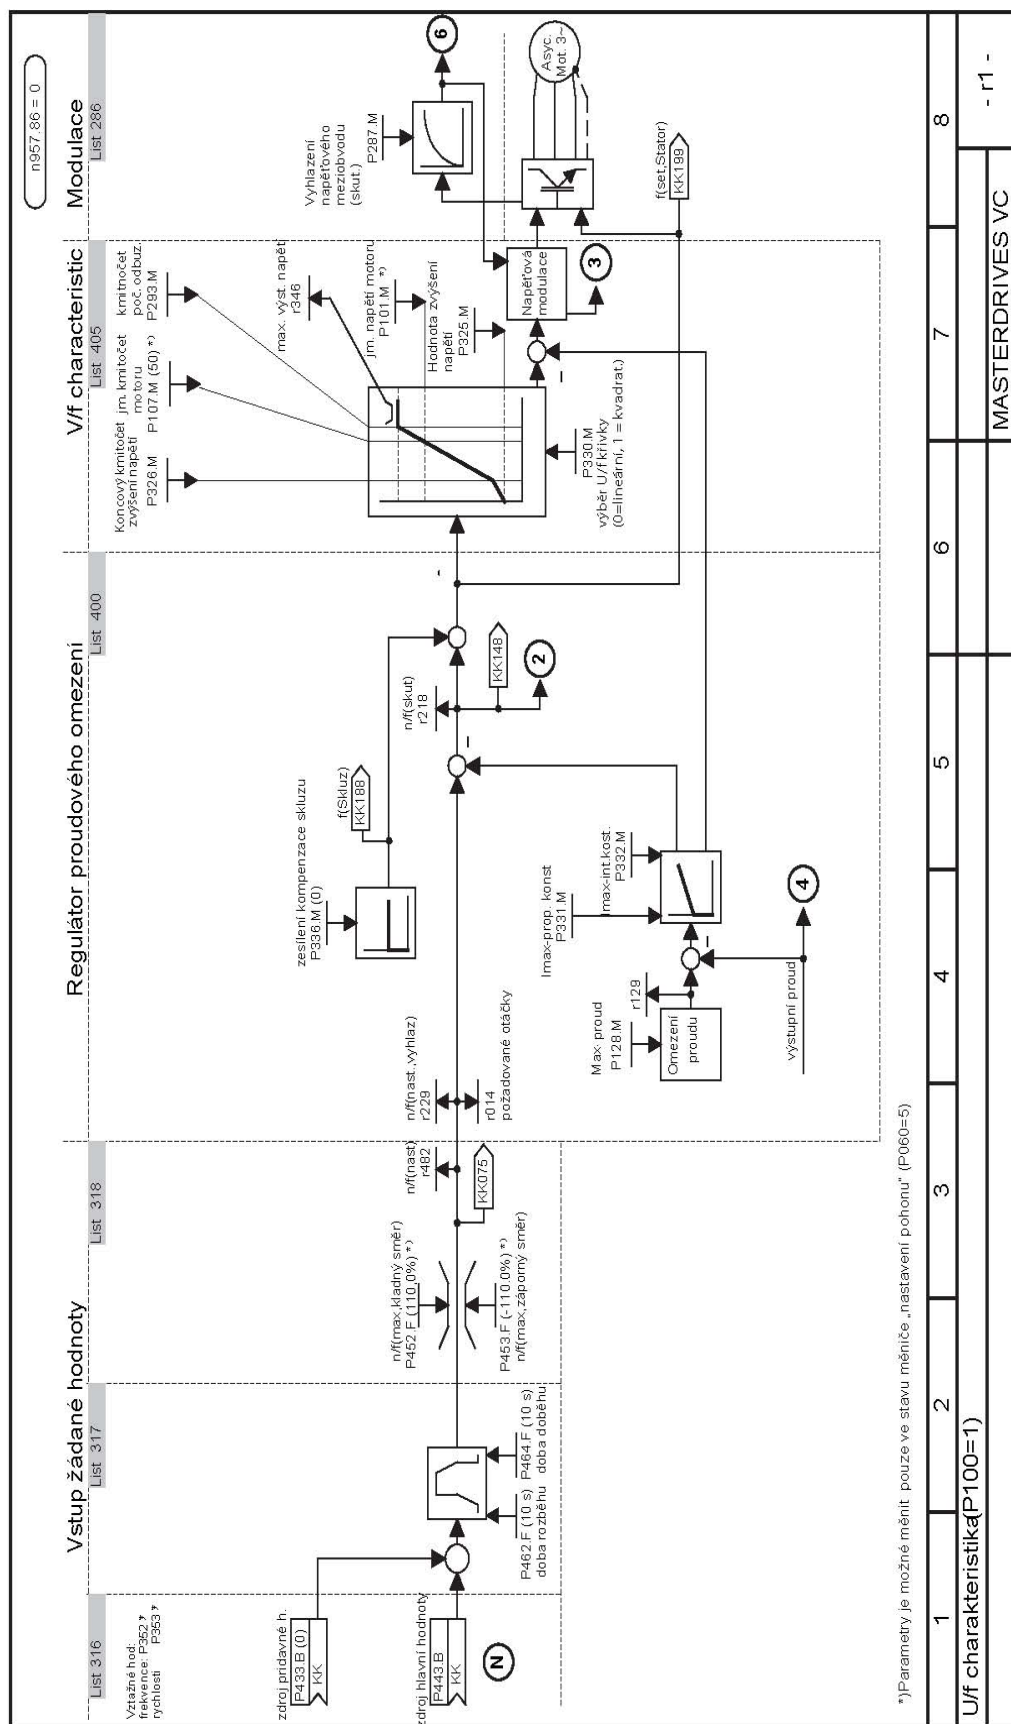 n957.86 = 0
Vstup žádané hodnoty
Regulátor proudového omezení
V/f characteristic
Modulace
List 316
List 317
List 318
List 400
List 405
List 286
Vztažné hod:
frekvence: P352 *)
rychlosti P353 *)
zdroj pridavné h.
P433.B (0)
KK
zdroj hlavní hodnoty
P443.B
KK
N
P462.F (10 s)
doba rozběhu
P464.F (10 s)
doba doběhu
n/f(max,kladný směr)
P452.F (110,0%) *)
P453.F (-110.0%) *)
n/f(max,záporný směr)
n/f(nast)
r482
KK075
n/f(nast.,vyhlaz)
r229
r014
požadované otáčky
zesílení kompenzace skluzu
P336.M (0)
f(Skluz)
KK188
n/f(skut)
r218
KK148
2
Max- proud
P128.M
Omezení
proudu
r129
výstupní proud
4
Imax-prop. konst
P331.M
Imax-int.kost.
P332.M
Koncový kmitočet
zvýšení napětí
P326.M
jm. kmitočet
motoru
P107.M (50) *)
kmitnočet
poč. odbuz.
P293.M
max. výst. napětí
r346
jm. napětí motoru
P101.M *)
Hodnota zvýšení
napětí
P325.M
P330.M
výběr U/f křivky
(0=lineární, 1 = kvadrat.)
Napěťová
modulace
3
Vyhlazení
napěťového
meziobvodu
(skut.)
P287.M
6
Asyc.
Mot. 3~
f(set,Stator)
KK199
*)Parametry je možné měnit pouze ve stavu měniče „nastavení pohonu" (P060=5)
1
2
3
4
5
6
7
8
U/f charakteristika(P100=1)
MASTERDRIVES VC
- r1 -